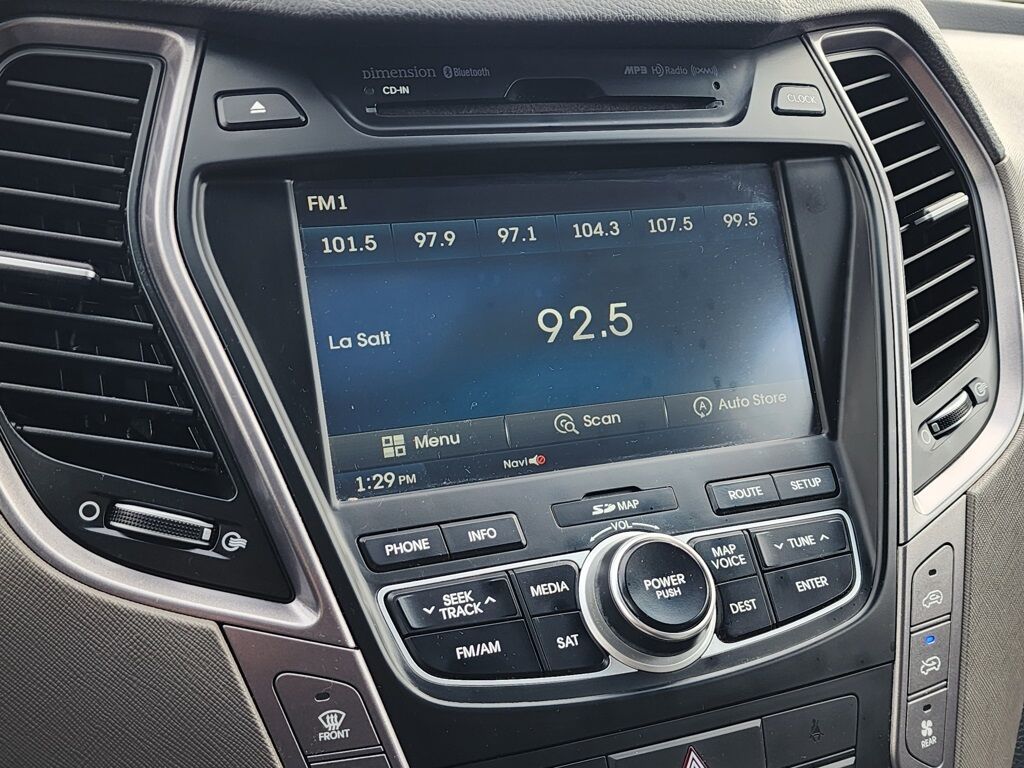 Dimension Bluetooth MP3 HD Radio ((XM))
CD-IN
CLOCK
FM1
101.5 97.9 97.1 104.3 107.5 99.5
La Salt 92.5
Menu Scan A Auto Store
1:29 PM Navi
SD MAP ROUTE SETUP
VOL
PHONE INFO
SEEK TRACK MEDIA POWER PUSH MAP VOICE TUNE
FM/AM SAT DEST ENTER
FRONT
REAR